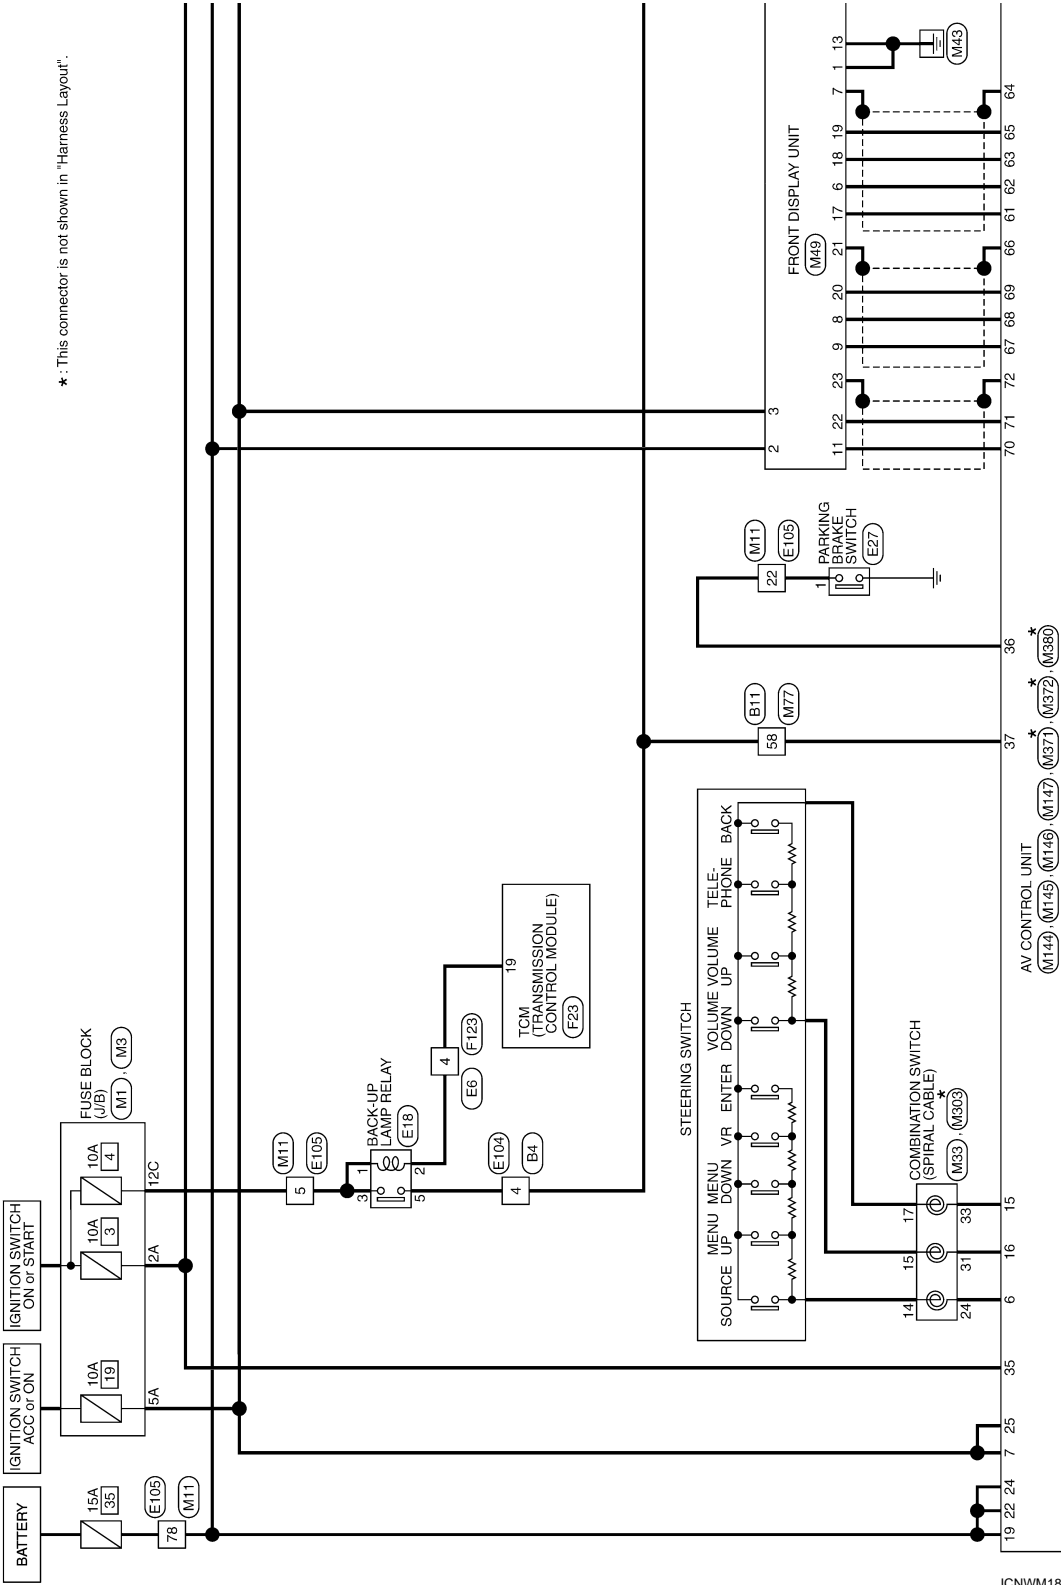 BATTERY
15A
35
E105
78
M11
IGNITION SWITCH
ACC or ON
10A
19
5A
IGNITION SWITCH
ON or START
10A
3
2A
10A
4
12C
FUSE BLOCK
(J/B)
M1 , M3
* : This connector is not shown in "Harness Layout".
M11
5
E105
BACK-UP
LAMP RELAY
E18
1
2
3
5
E104
4
B4
4
F123
E6
19
TCM
(TRANSMISSION
CONTROL MODULE)
F23
STEERING SWITCH
SOURCE
MENU
UP
MENU
DOWN
VR
ENTER
VOLUME
DOWN
VOLUME
UP
TELE-
PHONE
BACK
COMBINATION SWITCH
(SPIRAL CABLE)
*
M33 , M303
14
15
17
24
31
33
B11
58
M77
M11
22
E105
PARKING
BRAKE
SWITCH
E27
1
2
3
FRONT DISPLAY UNIT
M49
11
22
23
9
8
20
21
17
6
18
19
7
1
13
M43
19
22
24
7
25
35
6
16
15
37
36
70
71
72
67
68
69
66
61
62
63
65
64
AV CONTROL UNIT
* * *
M144 , M145 , M146 , M147 , M371 , M372 , M380